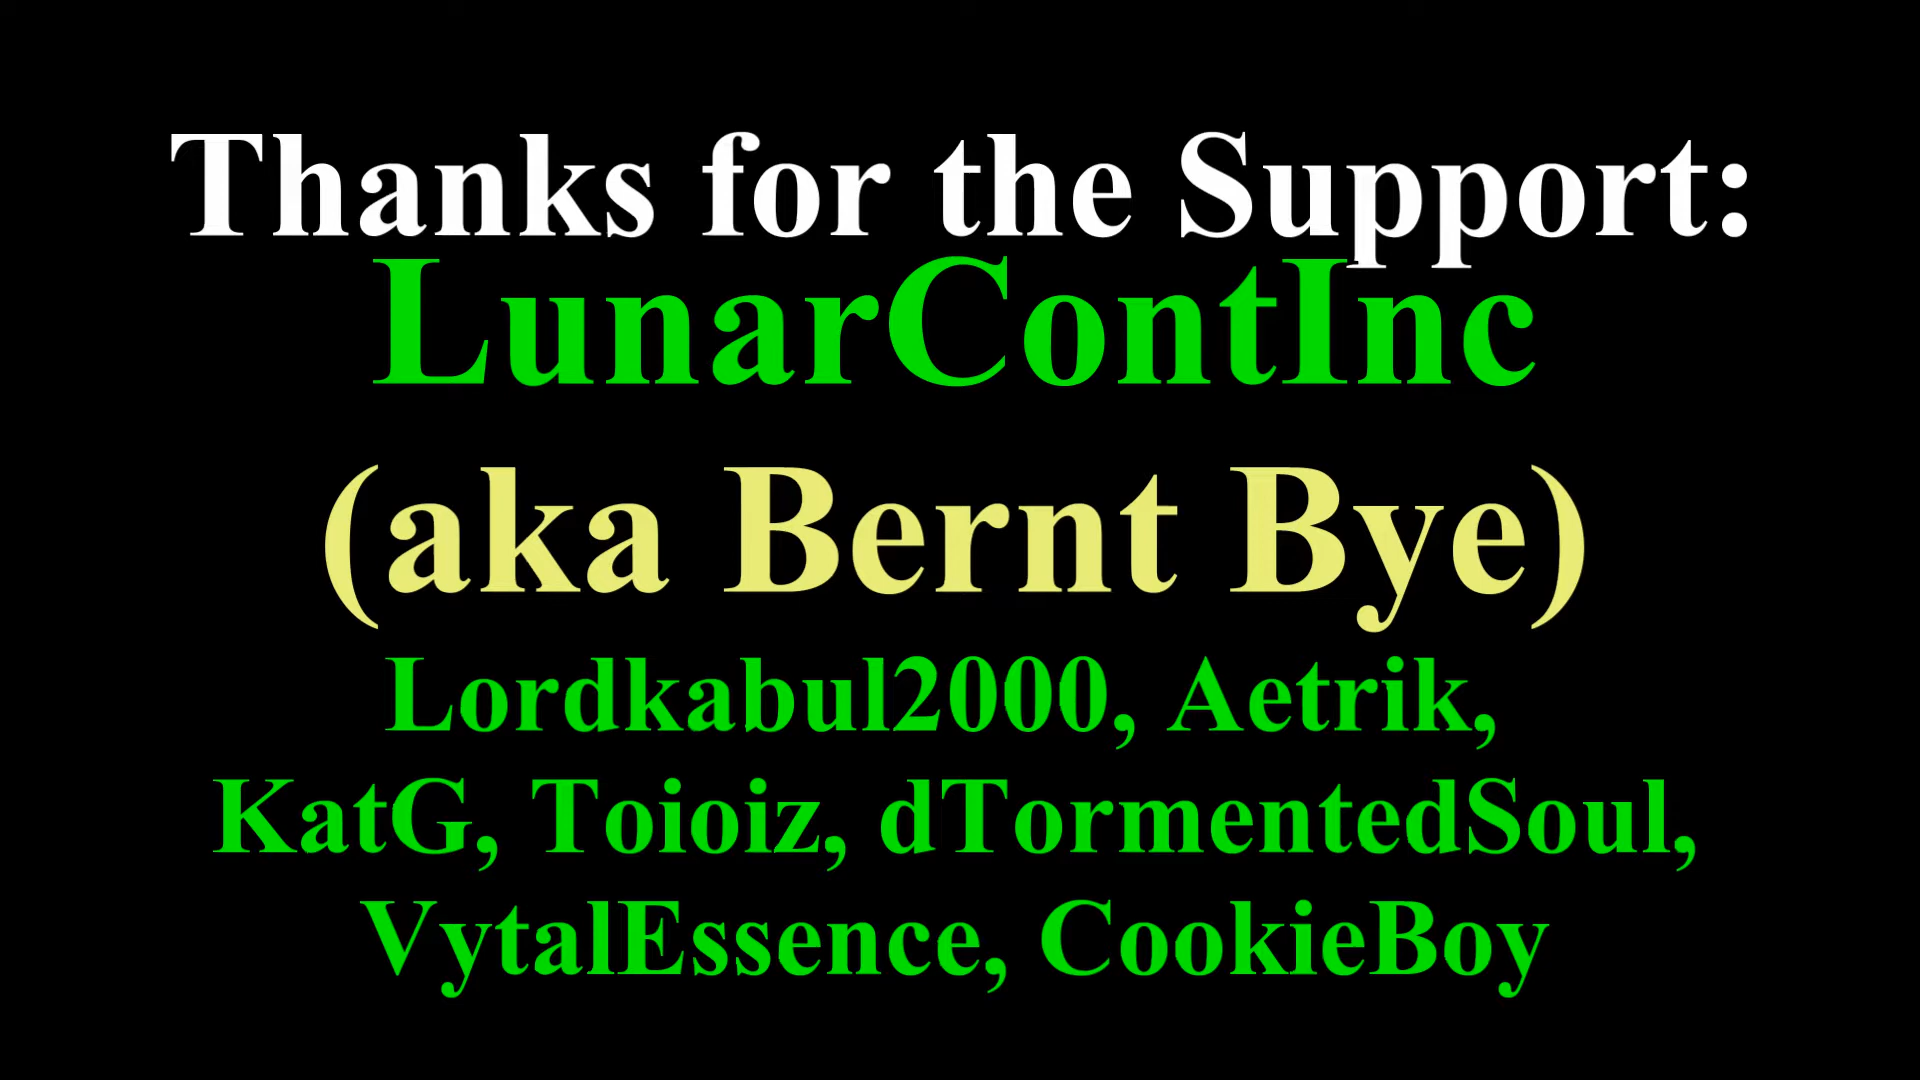 Thanks for the Support:
LunarContInc
(aka Bernt Bye)
Lordkabul2000, Aetrik,
KatG, Toioiz, dTormentedSoul,
VytalEssence, CookieBoy